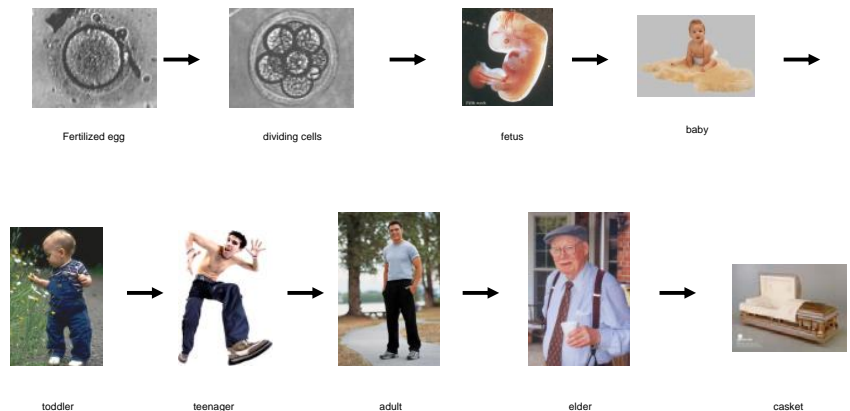 Fertilized egg
dividing cells
fetus
baby
toddler
teenager
adult
elder
casket